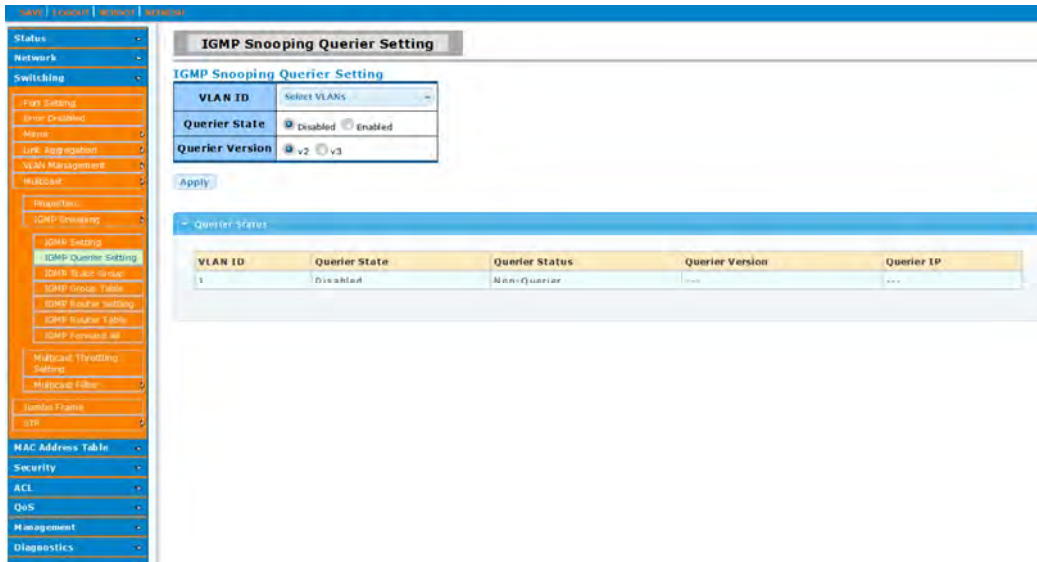 SAVE | LOGOUT | REBOOT | REFRESH
Status
Network
Switching
Port Setting
Error Disabled
Mirror
Link Aggregation
VLAN Management
Multicast
Properties
IGMP Snooping
IGMP Setting
IGMP Querier Setting
IGMP Static Group
IGMP Group Table
IGMP Router Setting
IGMP Router Table
IGMP Forward All
Multicast Throttling
Setting
Multicast Filter
Jumbo Frame
STP
MAC Address Table
Security
ACL
QoS
Management
Diagnostics
IGMP Snooping Querier Setting
IGMP Snooping Querier Setting
VLAN ID Select VLANs
Querier State Disabled Enabled
Querier Version v2 v3
Apply
Querier Status
VLAN ID Querier State Querier Status Querier Version Querier IP
1 Disabled Non-Querier --- ---